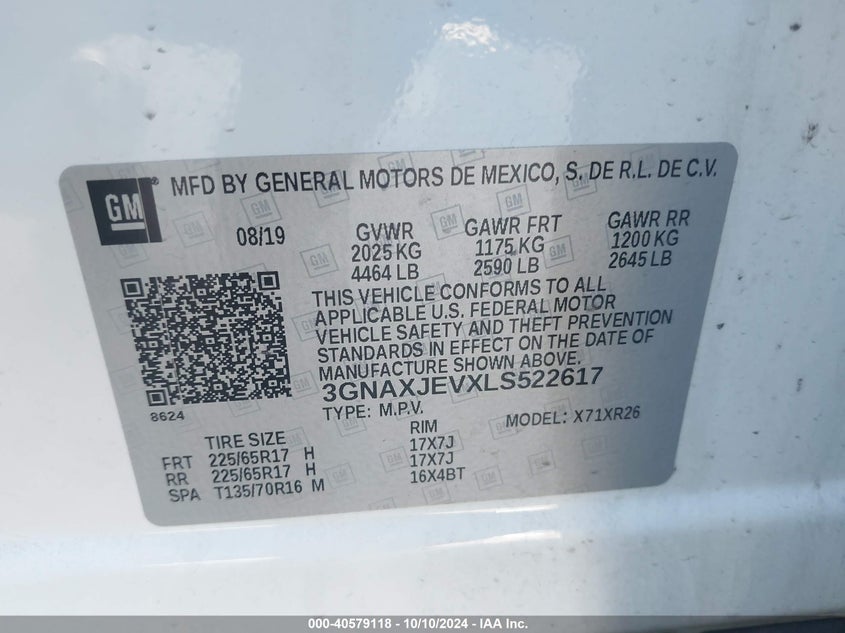 GM
MFD BY GENERAL MOTORS DE MEXICO, S. DE R.L. DE C.V.
08/19
GVWR GAWR FRT GAWR RR
2025 KG 1175 KG 1200 KG
4464 LB 2590 LB 2645 LB
THIS VEHICLE CONFORMS TO ALL
APPLICABLE U.S. FEDERAL MOTOR
VEHICLE SAFETY AND THEFT PREVENTION
STANDARDS IN EFFECT ON THE DATE OF
MANUFACTURE SHOWN ABOVE.
3GNAXJEVXLS522617
8624
TYPE: M.P.V. MODEL: X71XR26
TIRE SIZE RIM
FRT 225/65R17 H 17X7J
RR 225/65R17 H 17X7J
SPA T135/70R16 M 16X4BT
000-40579118 - 10/10/2024 - IAA Inc.